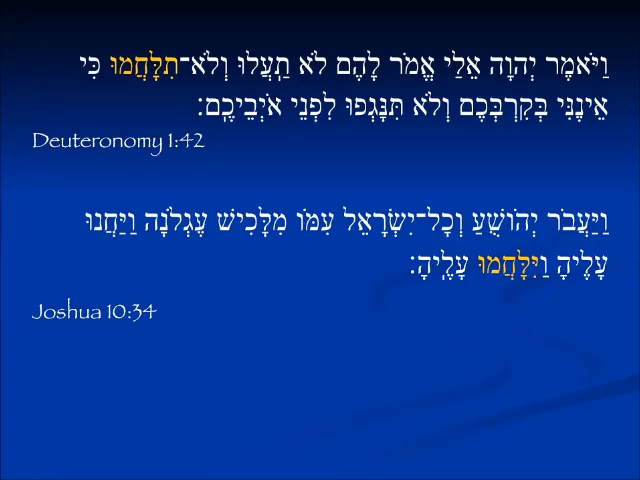 וַיֹּאמֶר יְהוָה אֵלַי אֱמֹר לָהֶם לֹא תַעֲלוּ וְלֹא־תִלָּחֲמוּ כִּי
אֵינֶנִּי בְּקִרְבְּכֶם וְלֹא תִּנָּגְפוּ לִפְנֵי אֹיְבֵיכֶם׃
Deuteronomy 1:42
וַיַּעֲבֹר יְהוֹשֻׁעַ וְכָל־יִשְׂרָאֵל עִמּוֹ מִלָּכִישׁ עֶגְלֹנָה וַיַּחֲנוּ
עָלֶיהָ וַיִּלָּחֲמוּ עָלֶיהָ׃
Joshua 10:34